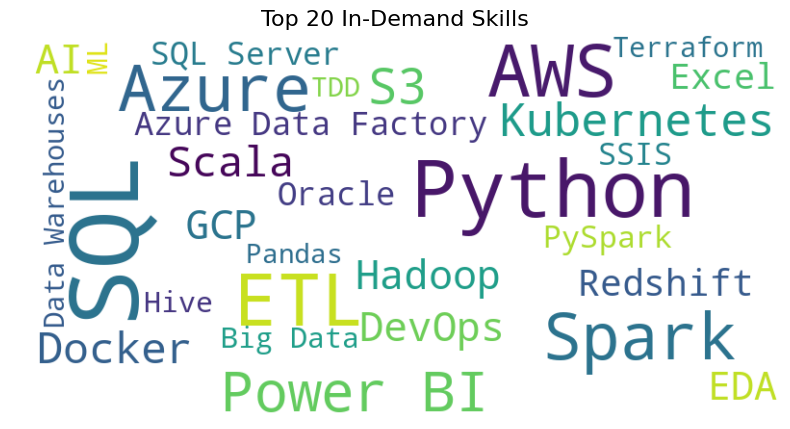 Top 20 In-Demand Skills
AI
ML
SQL Server
Azure
TDD
S3
AWS
Terraform
Excel
Azure Data Factory
Kubernetes
Data Warehouses
SQL
Scala
SSIS
Oracle
Python
GCP
PySpark
Pandas
Hadoop
Redshift
Hive
ETL
Big Data
DevOps
Spark
Docker
Power BI
EDA